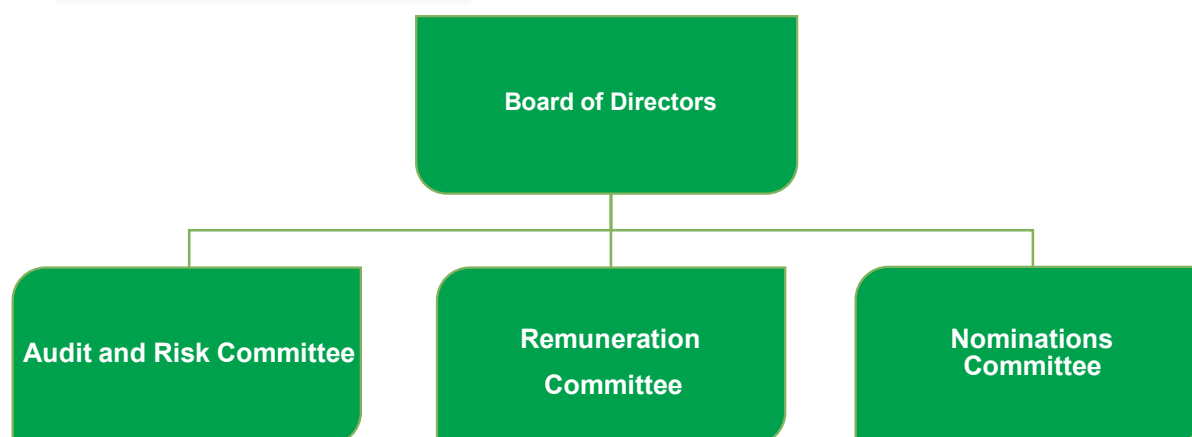 Board of Directors
Audit and Risk Committee
Remuneration
Committee
Nominations
Committee